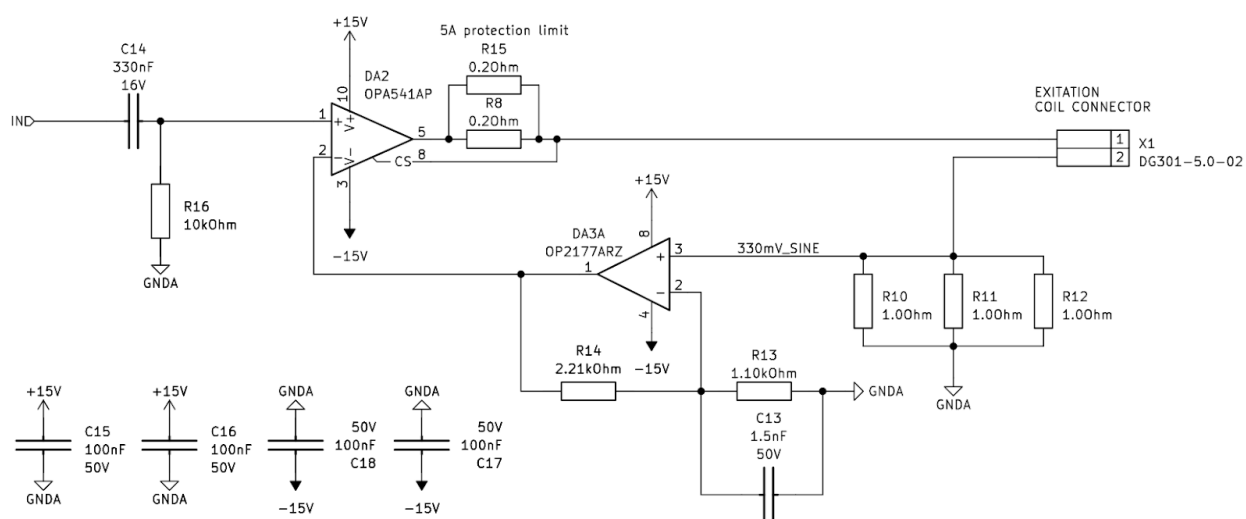 +15V
C14
330nF
16V
IN
R16
10kOhm
GNDA
DA2
OPA541AP
10
1
+
V+
2
−
V-
3
5
CS 8
-15V
5A protection limit
R15
0.2Ohm
R8
0.2Ohm
EXITATION
COIL CONNECTOR
1
2
X1
DG301-5.0-02
+15V
DA3A
OP2177ARZ
8
1
+
3
−
2
4
-15V
330mV_SINE
R10
1.0Ohm
R11
1.0Ohm
R12
1.0Ohm
GNDA
R14
2.21kOhm
R13
1.10kOhm
GNDA
C13
1.5nF
50V
+15V
C15
100nF
50V
GNDA
+15V
C16
100nF
50V
GNDA
GNDA
50V
100nF
C18
-15V
GNDA
50V
100nF
C17
-15V